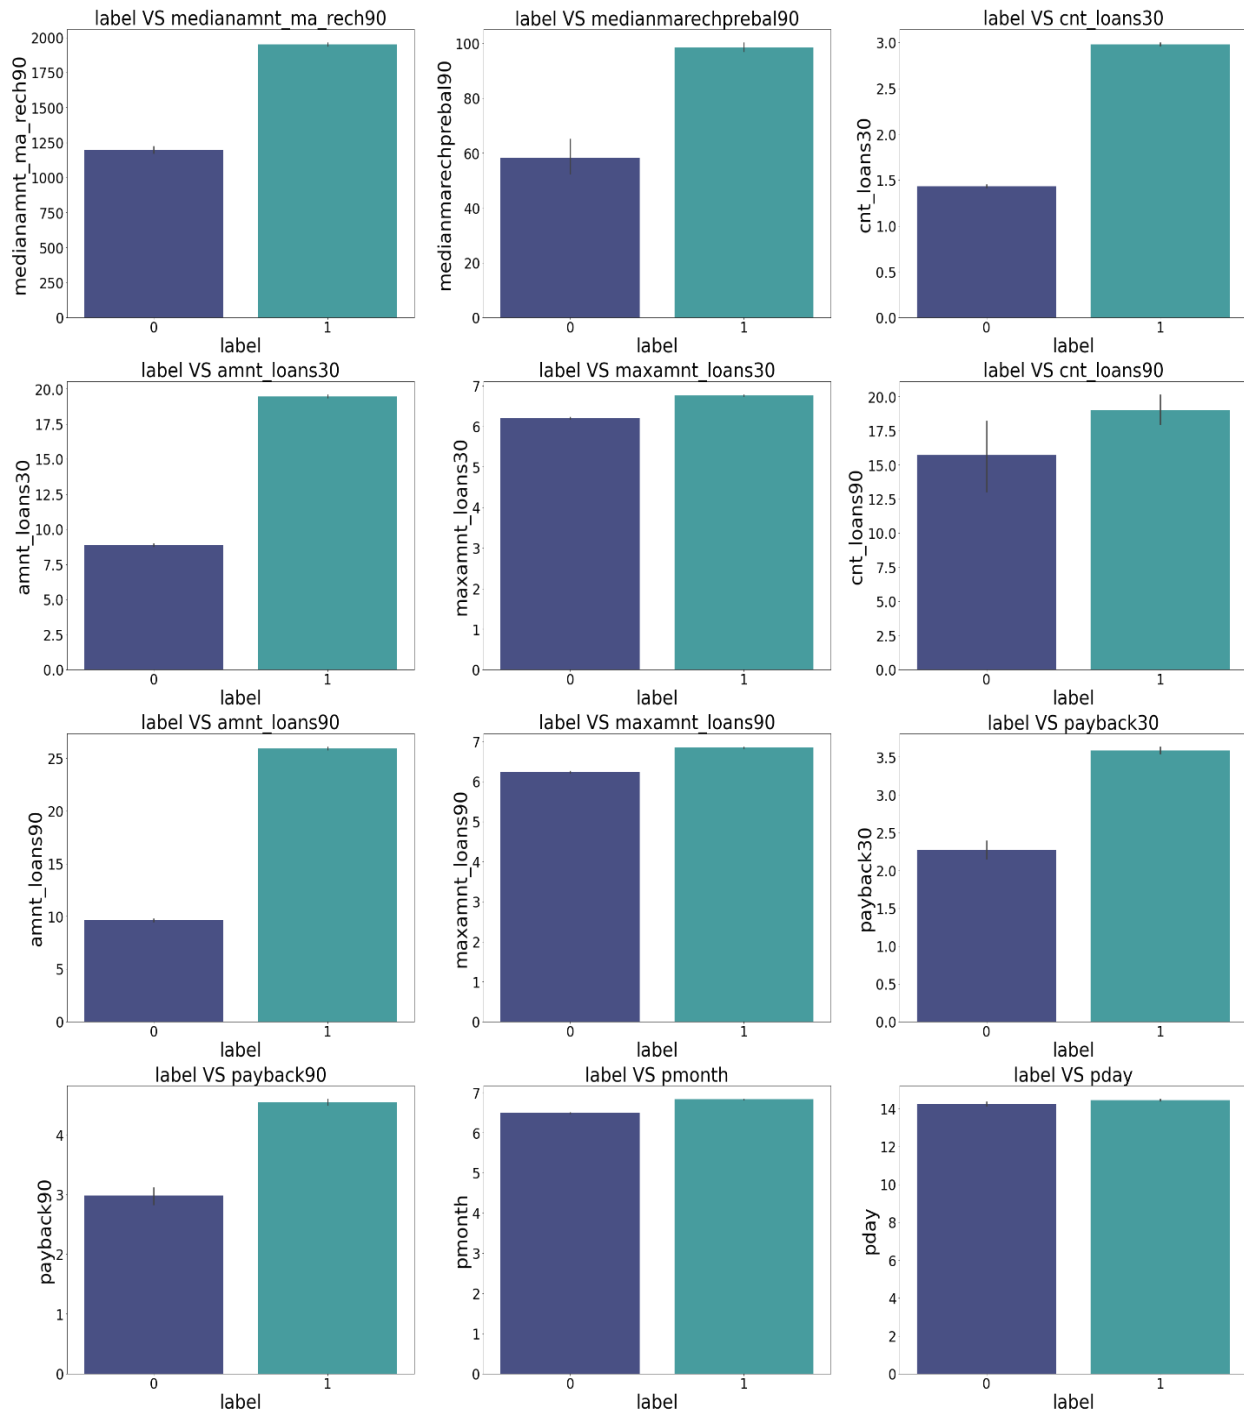 label VS medianamnt_ma_rech90
medianamnt_ma_rech90
2000
1750
1500
1250
1000
750
500
250
0
0 1
label
label VS medianmarechprebal90
medianmarechprebal90
100
80
60
40
20
0
0 1
label
label VS cnt_loans30
cnt_loans30
3.0
2.5
2.0
1.5
1.0
0.5
0.0
0 1
label
label VS amnt_loans30
amnt_loans30
20.0
17.5
15.0
12.5
10.0
7.5
5.0
2.5
0.0
0 1
label
label VS maxamnt_loans30
maxamnt_loans30
7
6
5
4
3
2
1
0
0 1
label
label VS cnt_loans90
cnt_loans90
20.0
17.5
15.0
12.5
10.0
7.5
5.0
2.5
0.0
0 1
label
label VS amnt_loans90
amnt_loans90
25
20
15
10
5
0
0 1
label
label VS maxamnt_loans90
maxamnt_loans90
7
6
5
4
3
2
1
0
0 1
label
label VS payback30
payback30
3.5
3.0
2.5
2.0
1.5
1.0
0.5
0.0
0 1
label
label VS payback90
payback90
4
3
2
1
0
0 1
label
label VS pmonth
pmonth
7
6
5
4
3
2
1
0
0 1
label
label VS pday
pday
14
12
10
8
6
4
2
0
0 1
label